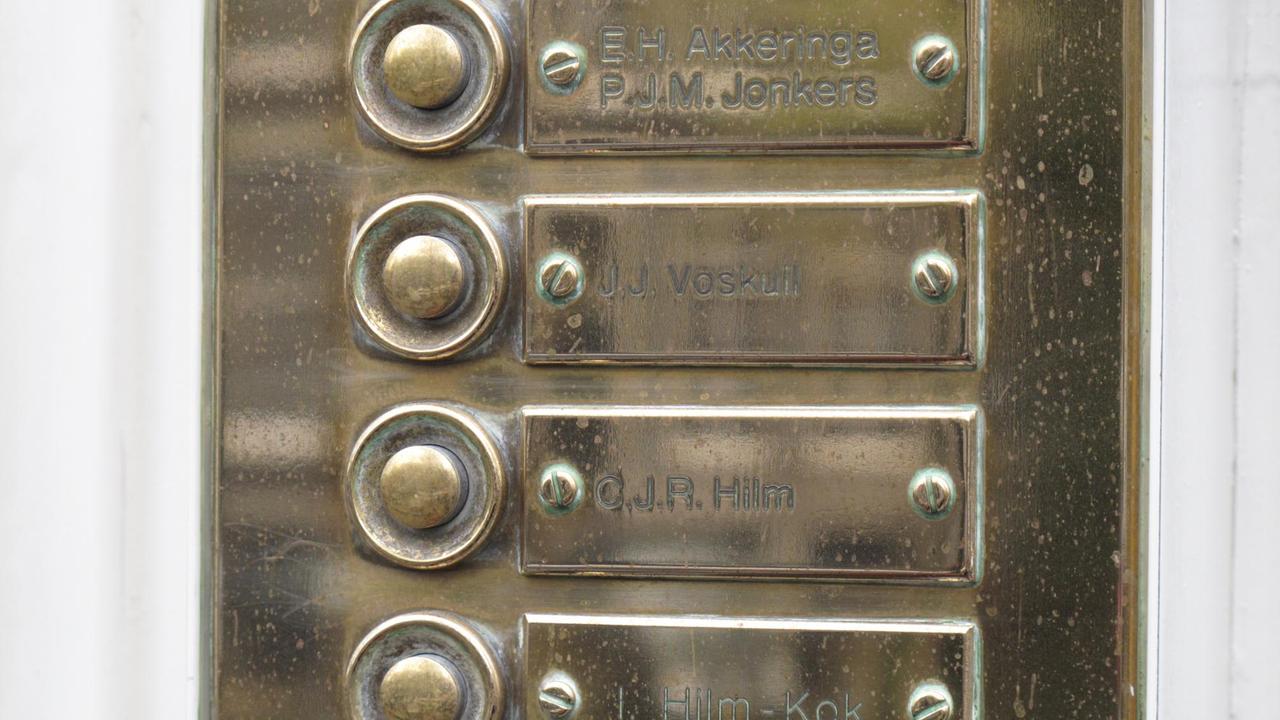 E.H. Akkeringa
P.J.M. Jonkers
J.J. Voskuil
C.J.R. Hilm
Hilm-Kok